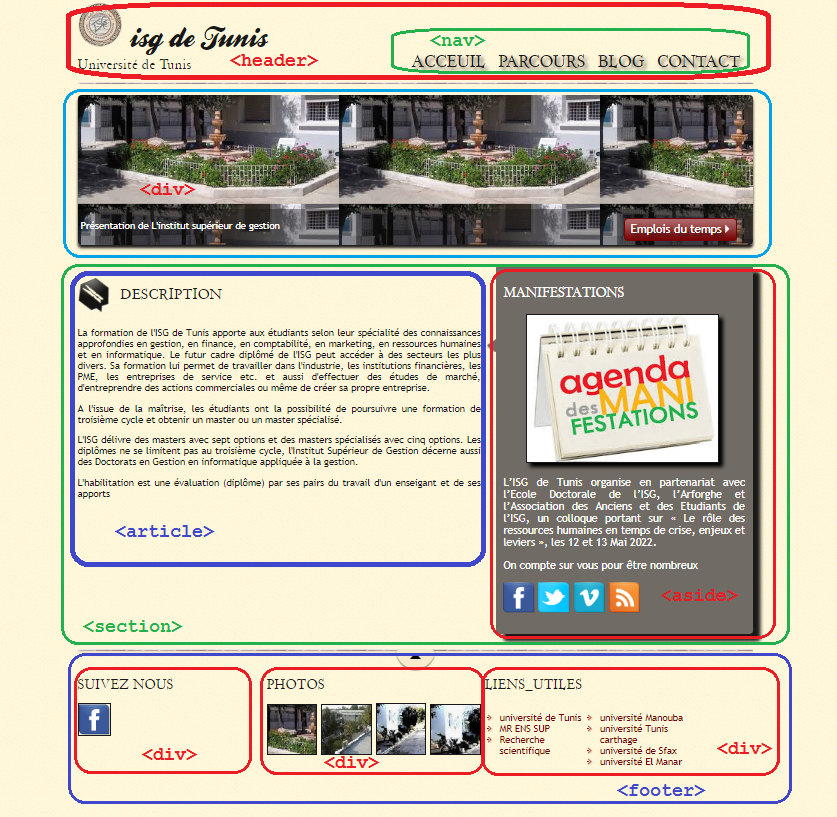 isg de Tunis
Université de Tunis
<header>
<nav>
ACCEUIL PARCOURS BLOG CONTACT
<div>
Présentation de L'institut supérieur de gestion
Emplois du temps
DESCRIPTION
La formation de l'ISG de Tunis apporte aux étudiants selon leur spécialité des connaissances
approfondies en gestion, en finance, en comptabilité, en marketing, en ressources humaines
et en informatique. Le futur cadre diplômé de l'ISG peut accéder à des secteurs les plus
divers. Sa formation lui permet de travailler dans l'industrie, les institutions financières, les
PME, les entreprises de service etc. et aussi d'effectuer des études de marché,
d'entreprendre des actions commerciales ou même de créer sa propre entreprise.
A l'issue de la maîtrise, les étudiants ont la possibilité de poursuivre une formation de
troisième cycle et obtenir un master ou un master spécialisé.
L'ISG délivre des masters avec sept options et des masters spécialisés avec cinq options. Les
diplômes ne se limitent pas au troisième cycle, l'Institut Supérieur de Gestion décerne aussi
des Doctorats en Gestion en informatique appliquée à la gestion.
L'habilitation est une évaluation (diplôme) par ses pairs du travail d'un enseigant et de ses
apports
<article>
<section>
MANIFESTATIONS
agenda
des MANI
FESTATIONS
L'ISG de Tunis organise en partenariat avec
l'Ecole Doctorale de l'ISG, l'Arforghe et
l'Association des Anciens et des Etudiants de
l'ISG, un colloque portant sur « Le rôle des
ressources humaines en temps de crise, enjeux et
leviers », les 12 et 13 Mai 2022.
On compte sur vous pour être nombreux
<aside>
SUIVEZ NOUS
<div>
PHOTOS
<div>
LIENS_UTILES
université de Tunis
MR ENS SUP
Recherche
scientifique
université Manouba
université Tunis
carthage
université de Sfax
université El Manar
<div>
<footer>